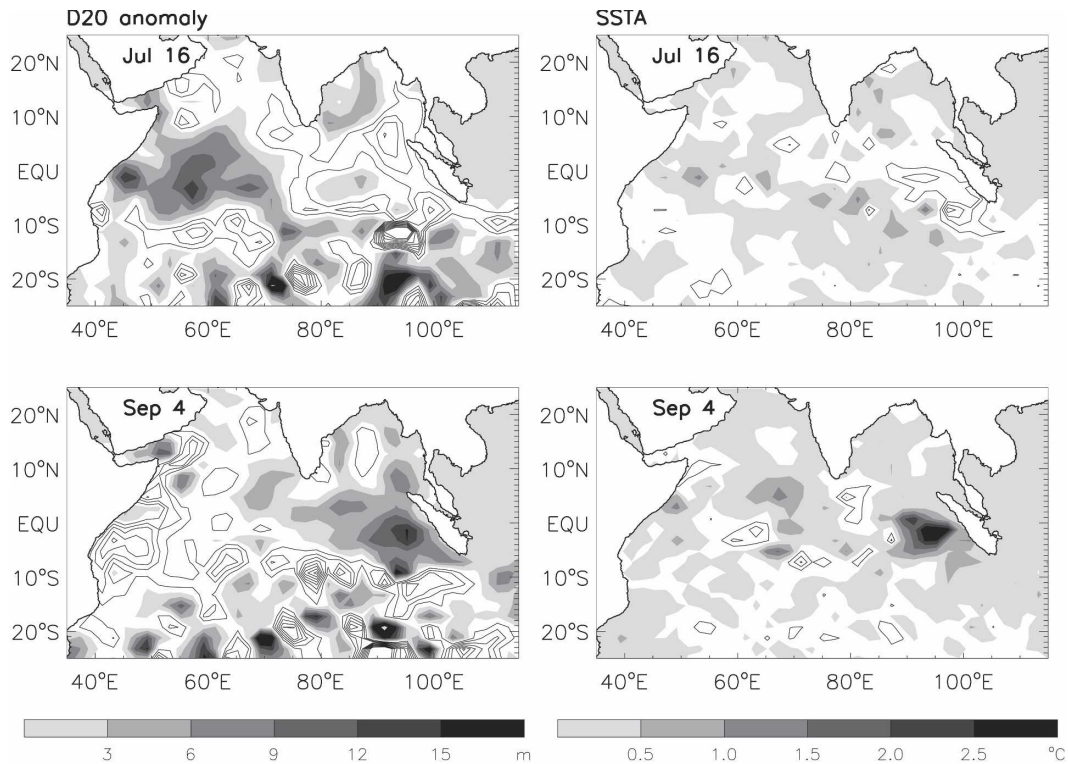 D20 anomaly
SSTA
Jul 16
Jul 16
20°N
10°N
EQU
10°S
20°S
20°N
10°N
EQU
10°S
20°S
40°E 60°E 80°E 100°E
40°E 60°E 80°E 100°E
Sep 4
Sep 4
20°N
10°N
EQU
10°S
20°S
20°N
10°N
EQU
10°S
20°S
40°E 60°E 80°E 100°E
40°E 60°E 80°E 100°E
3 6 9 12 15 m
0.5 1.0 1.5 2.0 2.5 °C